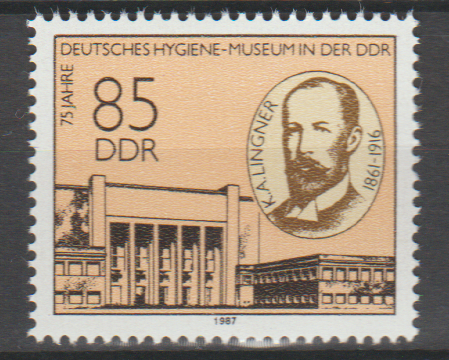 DEUTSCHES HYGIENE-MUSEUM IN DER DDR
75 JAHRE
85
DDR
K.A.LINGNER
1861-1916
1987